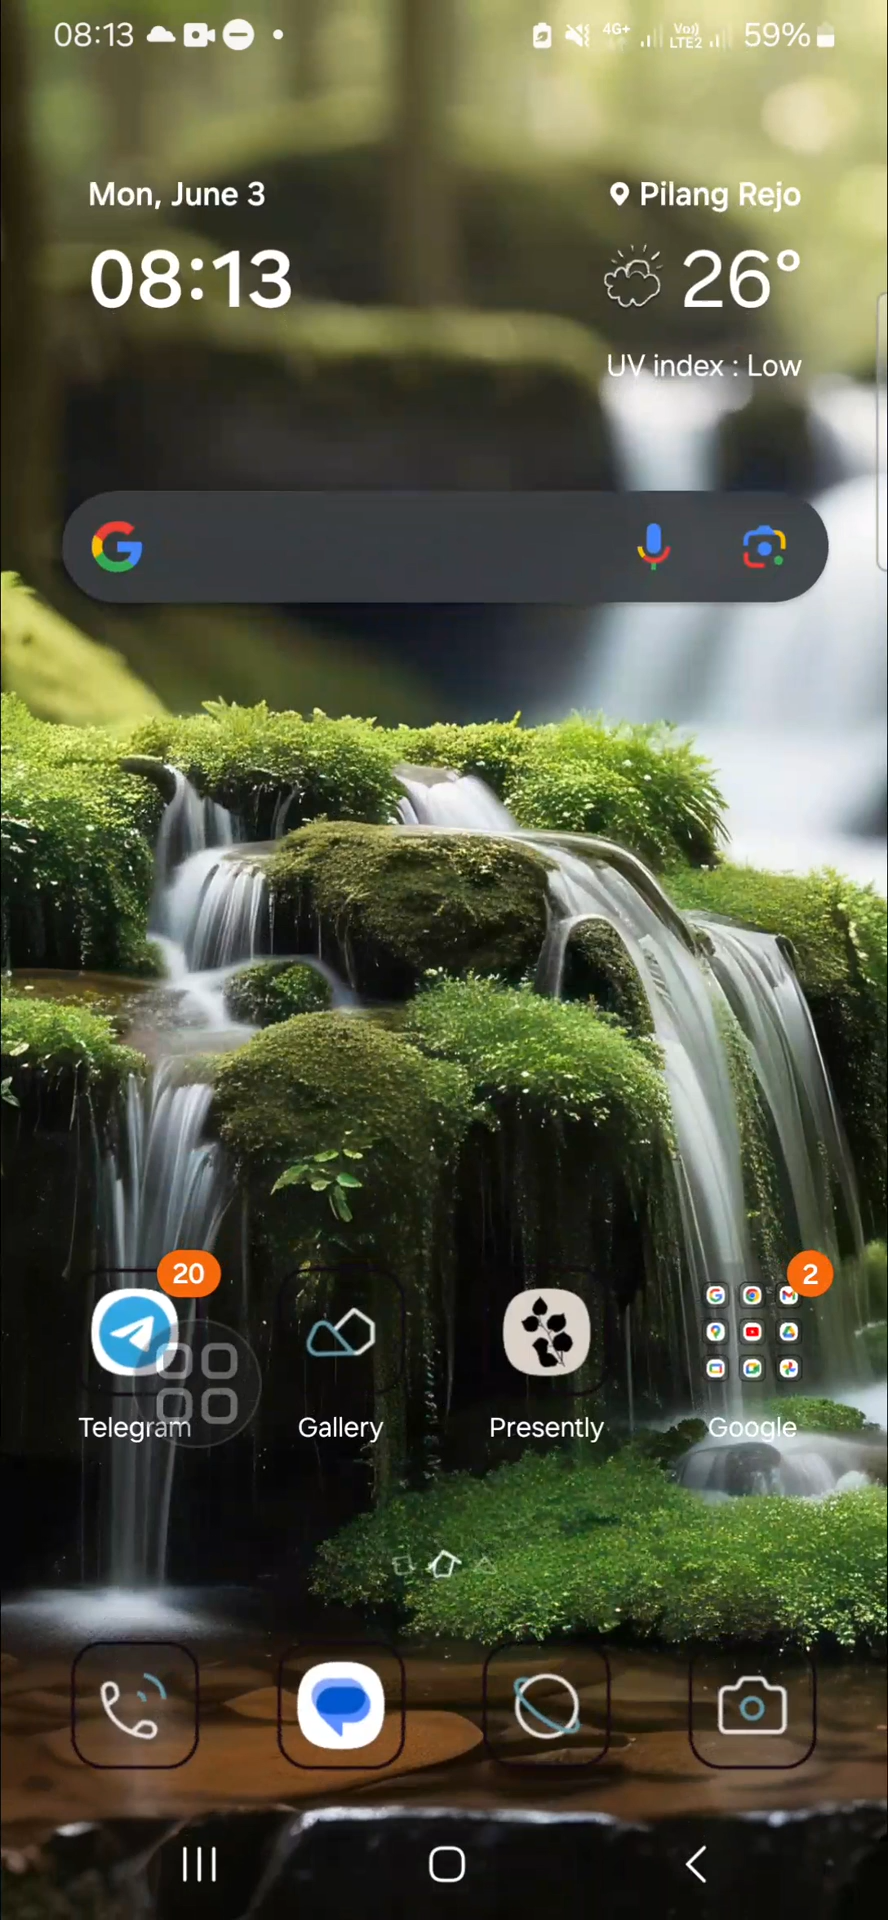 08:13
4G+
Vo))
LTE2
59%
Mon, June 3
Pilang Rejo
08:13
26°
UV index : Low
20
2
Telegram
Gallery
Presently
Google